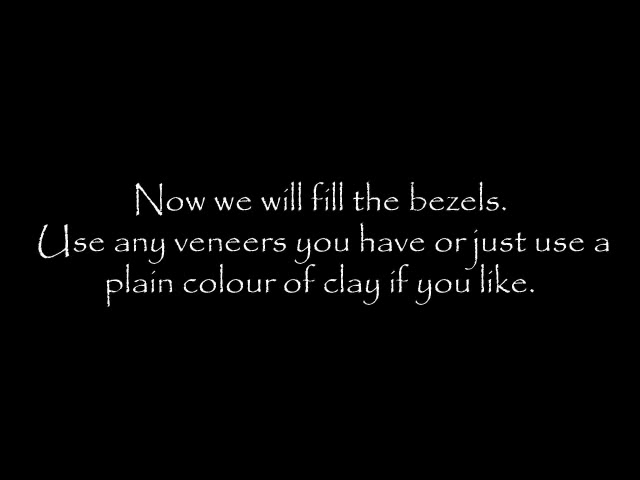 Now we will fill the bezels.
Use any veneers you have or just use a
plain colour of clay if you like.